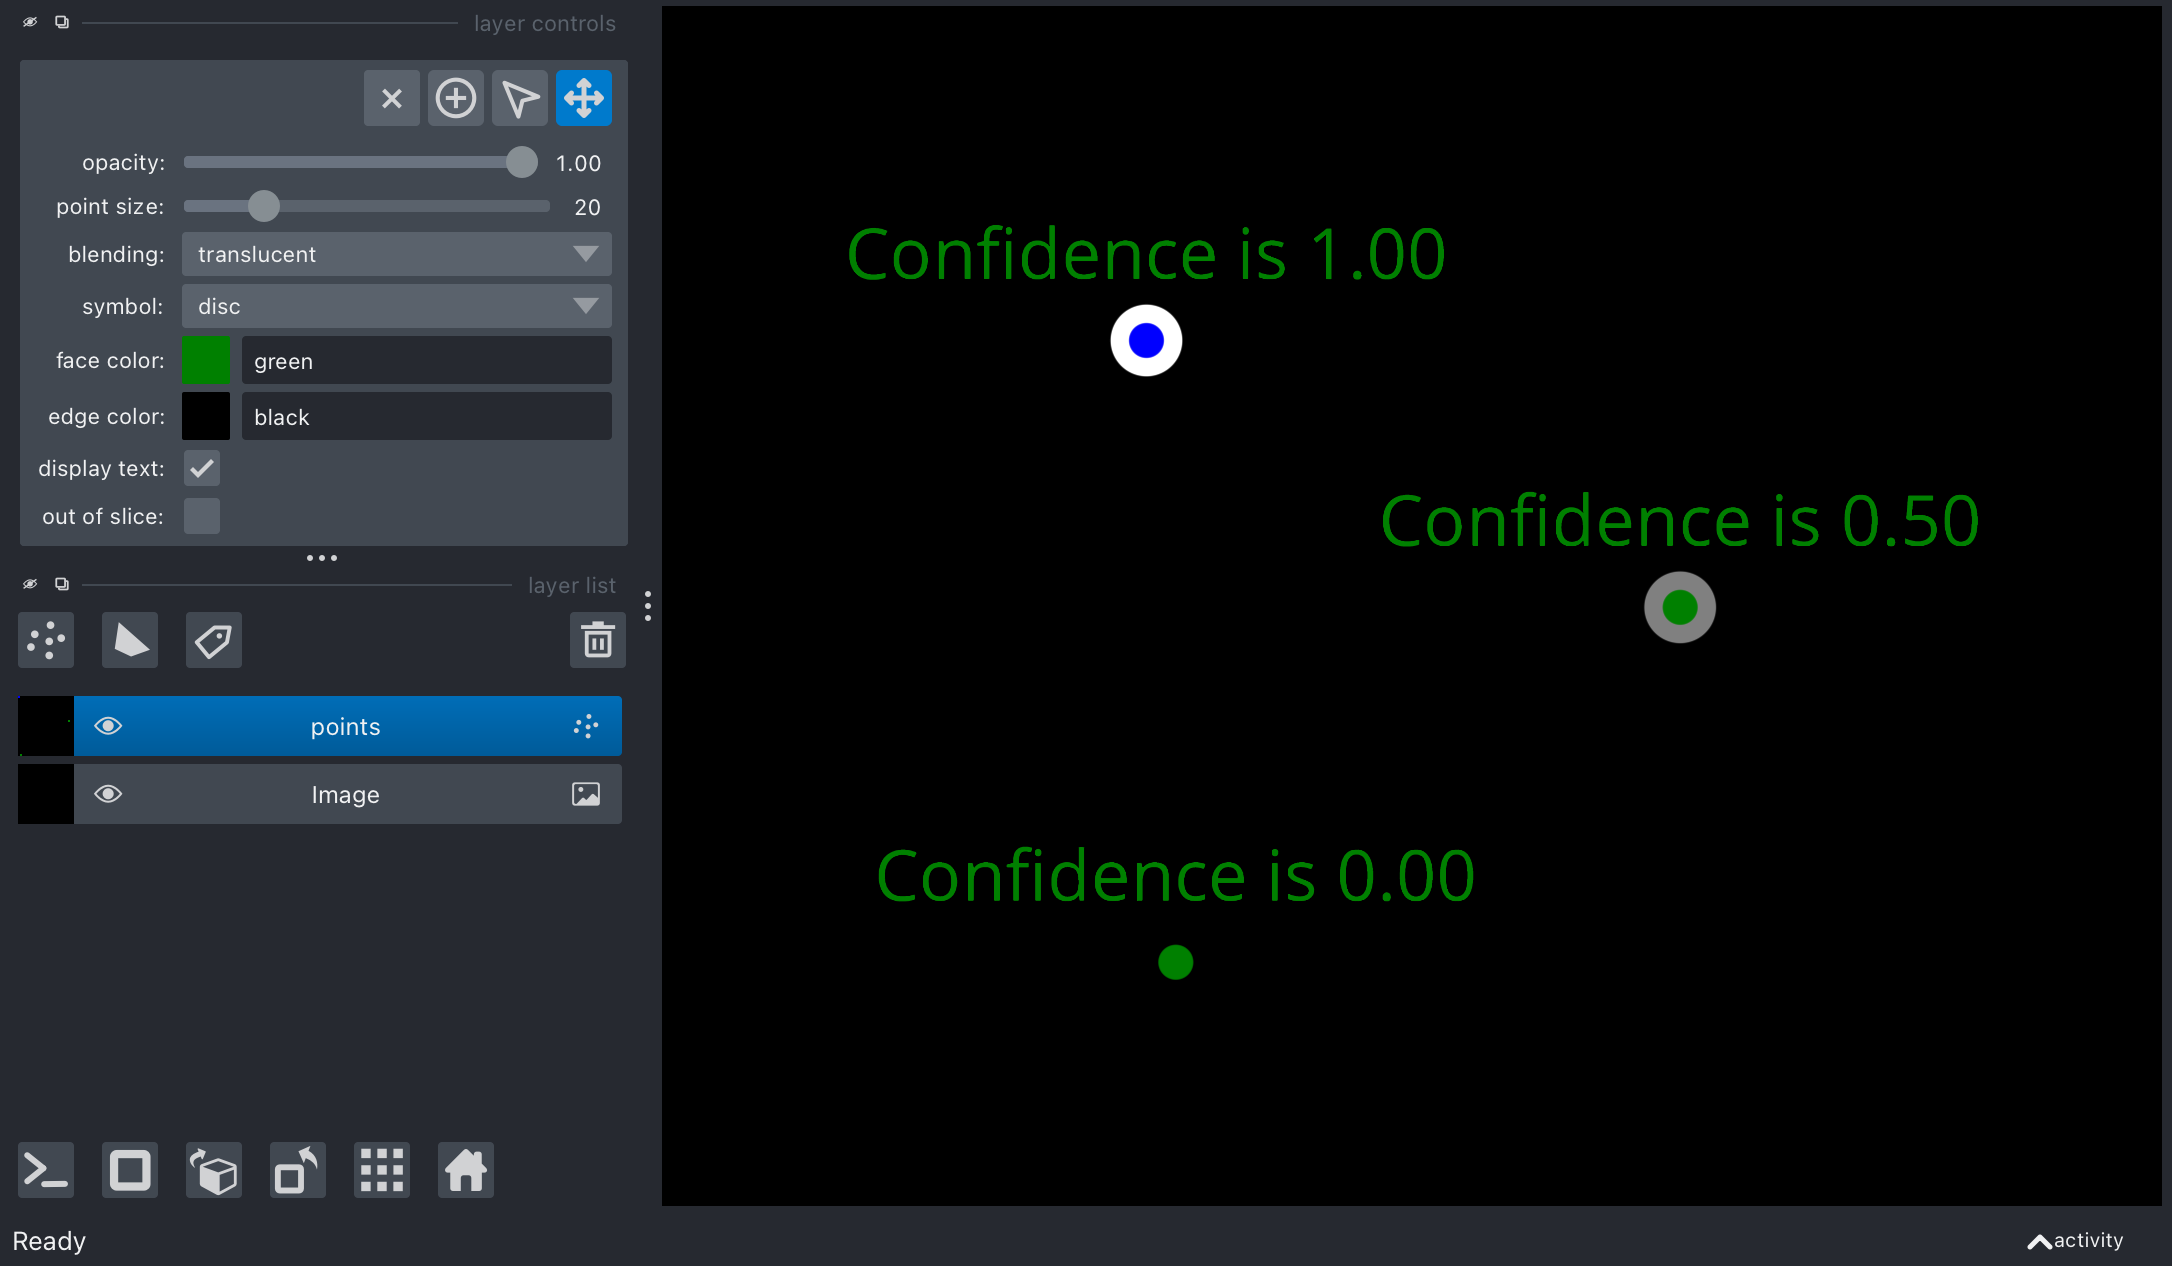 layer controls
opacity: 1.00
point size: 20
blending: translucent
symbol: disc
face color: green
edge color: black
display text:
out of slice:
layer list
points
Image
Ready
Confidence is 1.00
Confidence is 0.50
Confidence is 0.00
activity